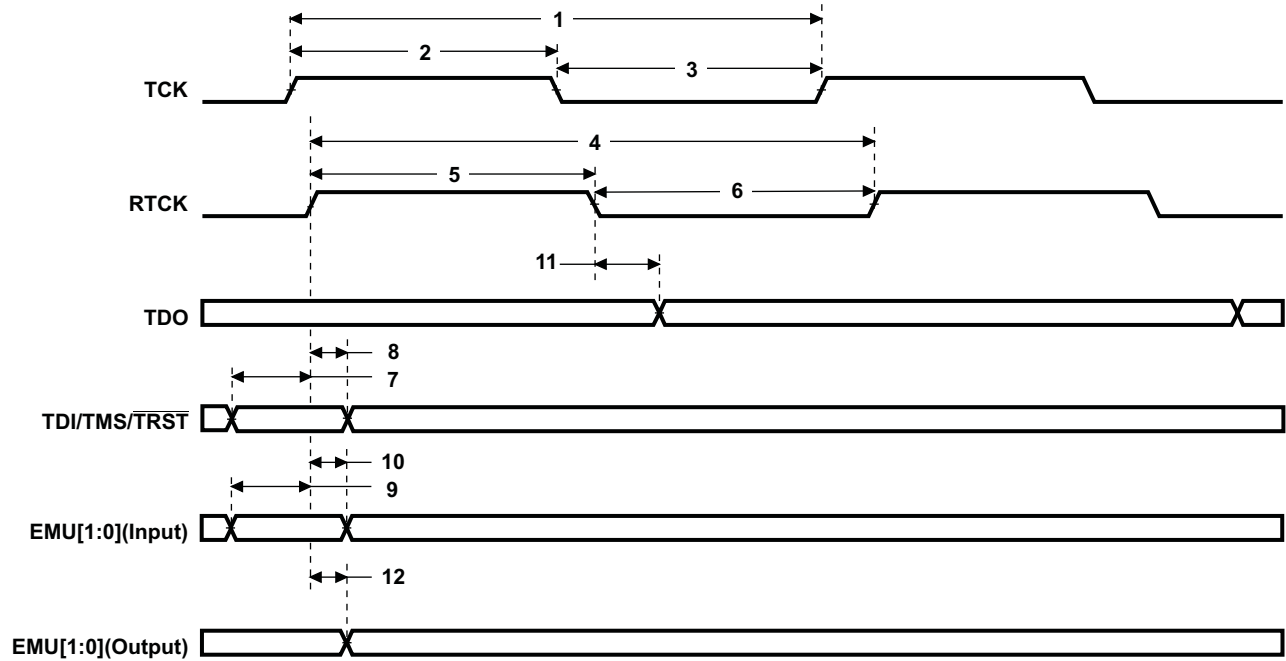 1
2
3
TCK
4
5
6
RTCK
11
TDO
8
7
TDI/TMS/T̅R̅S̅T̅
10
9
EMU[1:0](Input)
12
EMU[1:0](Output)